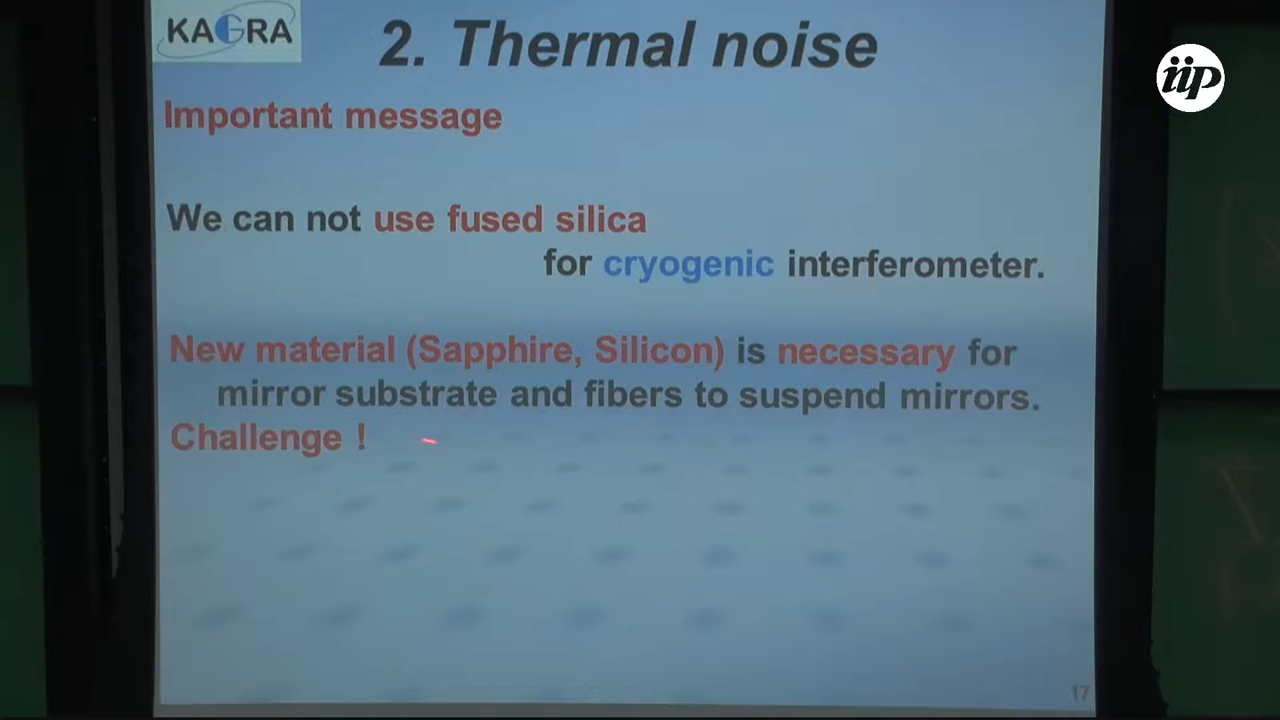 KAGRA
2. Thermal noise
iip
Important message
We can not use fused silica
for cryogenic interferometer.
New material (Sapphire, Silicon) is necessary for
mirror substrate and fibers to suspend mirrors.
Challenge !
17